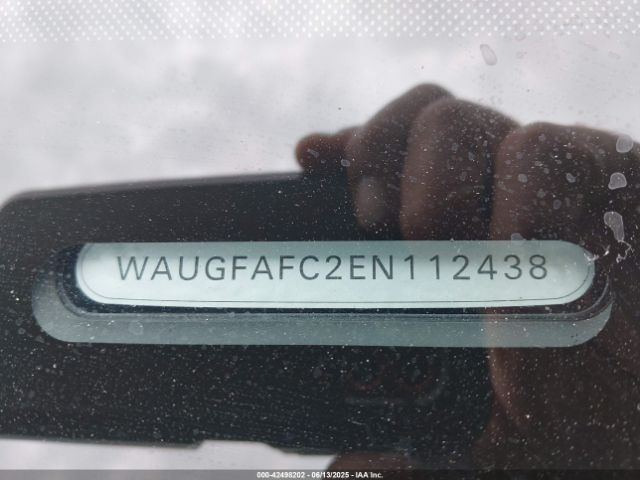 WAUGFAFC2EN112438
000-42498202 - 06/13/2025 - IAA Inc.